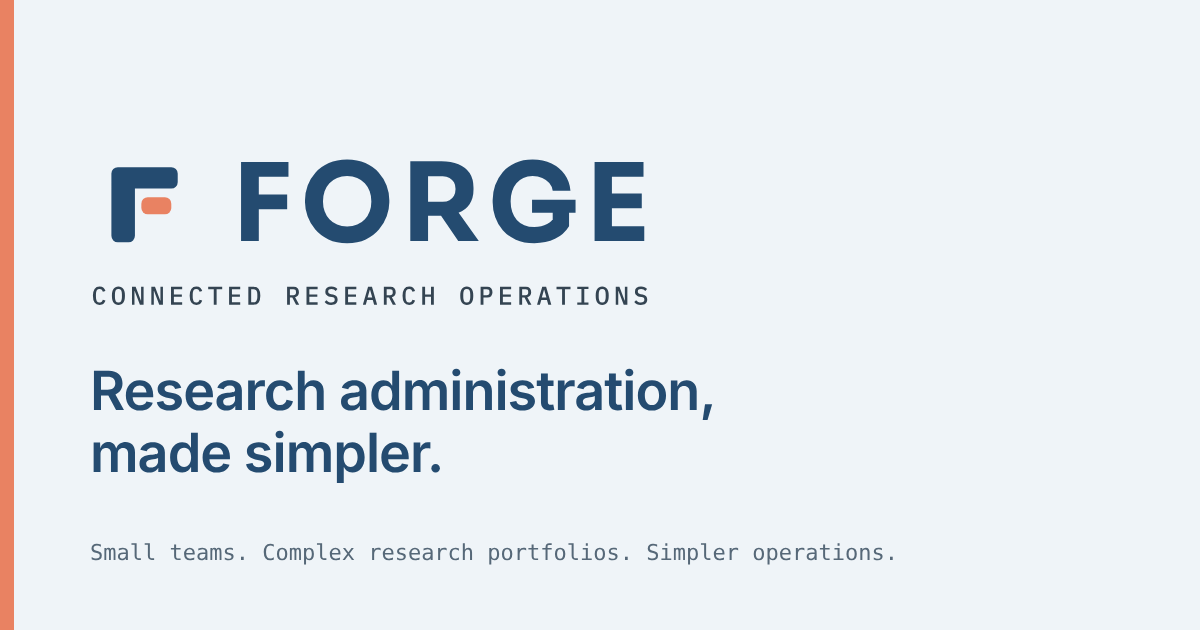 FORGE
CONNECTED RESEARCH OPERATIONS
Research administration,
made simpler.
Small teams. Complex research portfolios. Simpler operations.